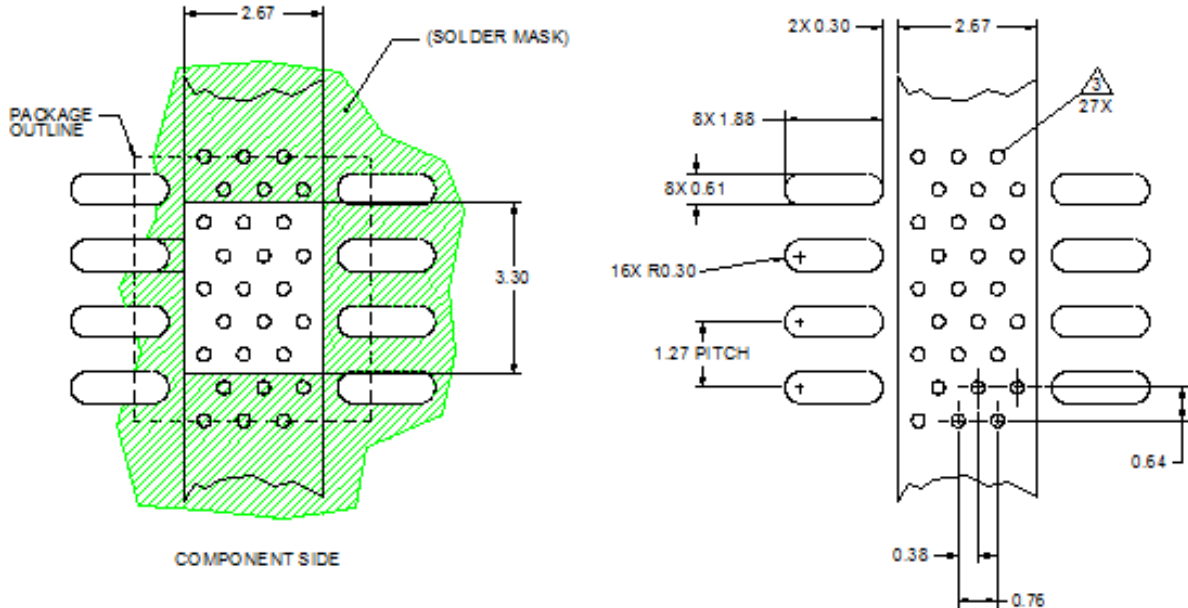 2.67
(SOLDER MASK)
PACKAGE
OUTLINE
3.30
COMPONENT SIDE
2X 0.30
2.67
3
27X
8X 1.88
8X 0.61
16X R0.30
1.27 PITCH
0.64
0.38
0.76